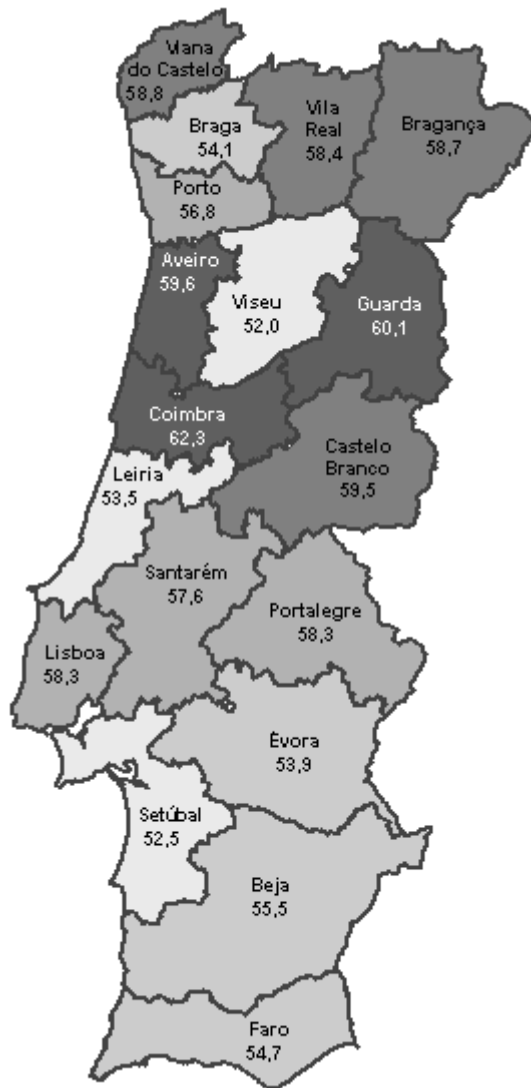 Viana
do Castelo
58,8
Braga
54,1
Vila
Real
58,4
Bragança
58,7
Porto
56,8
Aveiro
59,6
Viseu
52,0
Guarda
60,1
Coimbra
62,3
Castelo
Branco
59,5
Leiria
53,5
Santarém
57,6
Portalegre
58,3
Lisboa
58,3
Évora
53,9
Setúbal
52,5
Beja
55,5
Faro
54,7